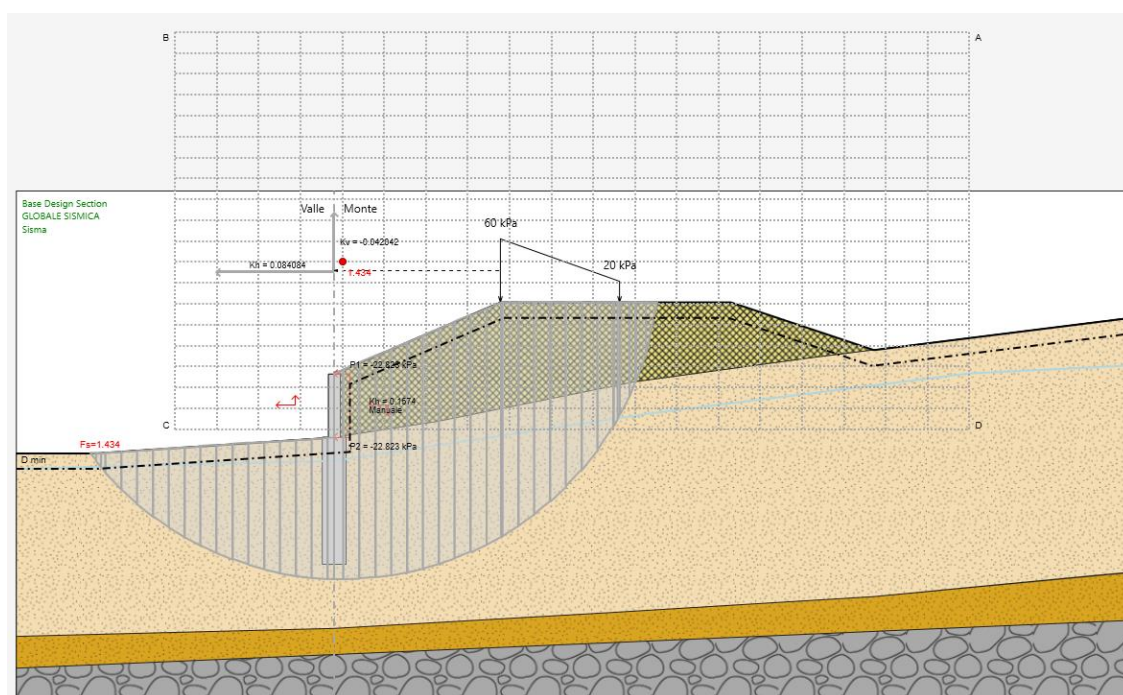 B
A
Base Design Section
GLOBALE SISMICA
Sisma
Valle
Monte
60 kPa
Kv = -0.042042
Kh = 0.084084
1.434
20 kPa
P1 = -22.823 kPa
Kh = 0.1674
Manuale
C
D
Fs=1.434
P2 = -22.823 kPa
D.min